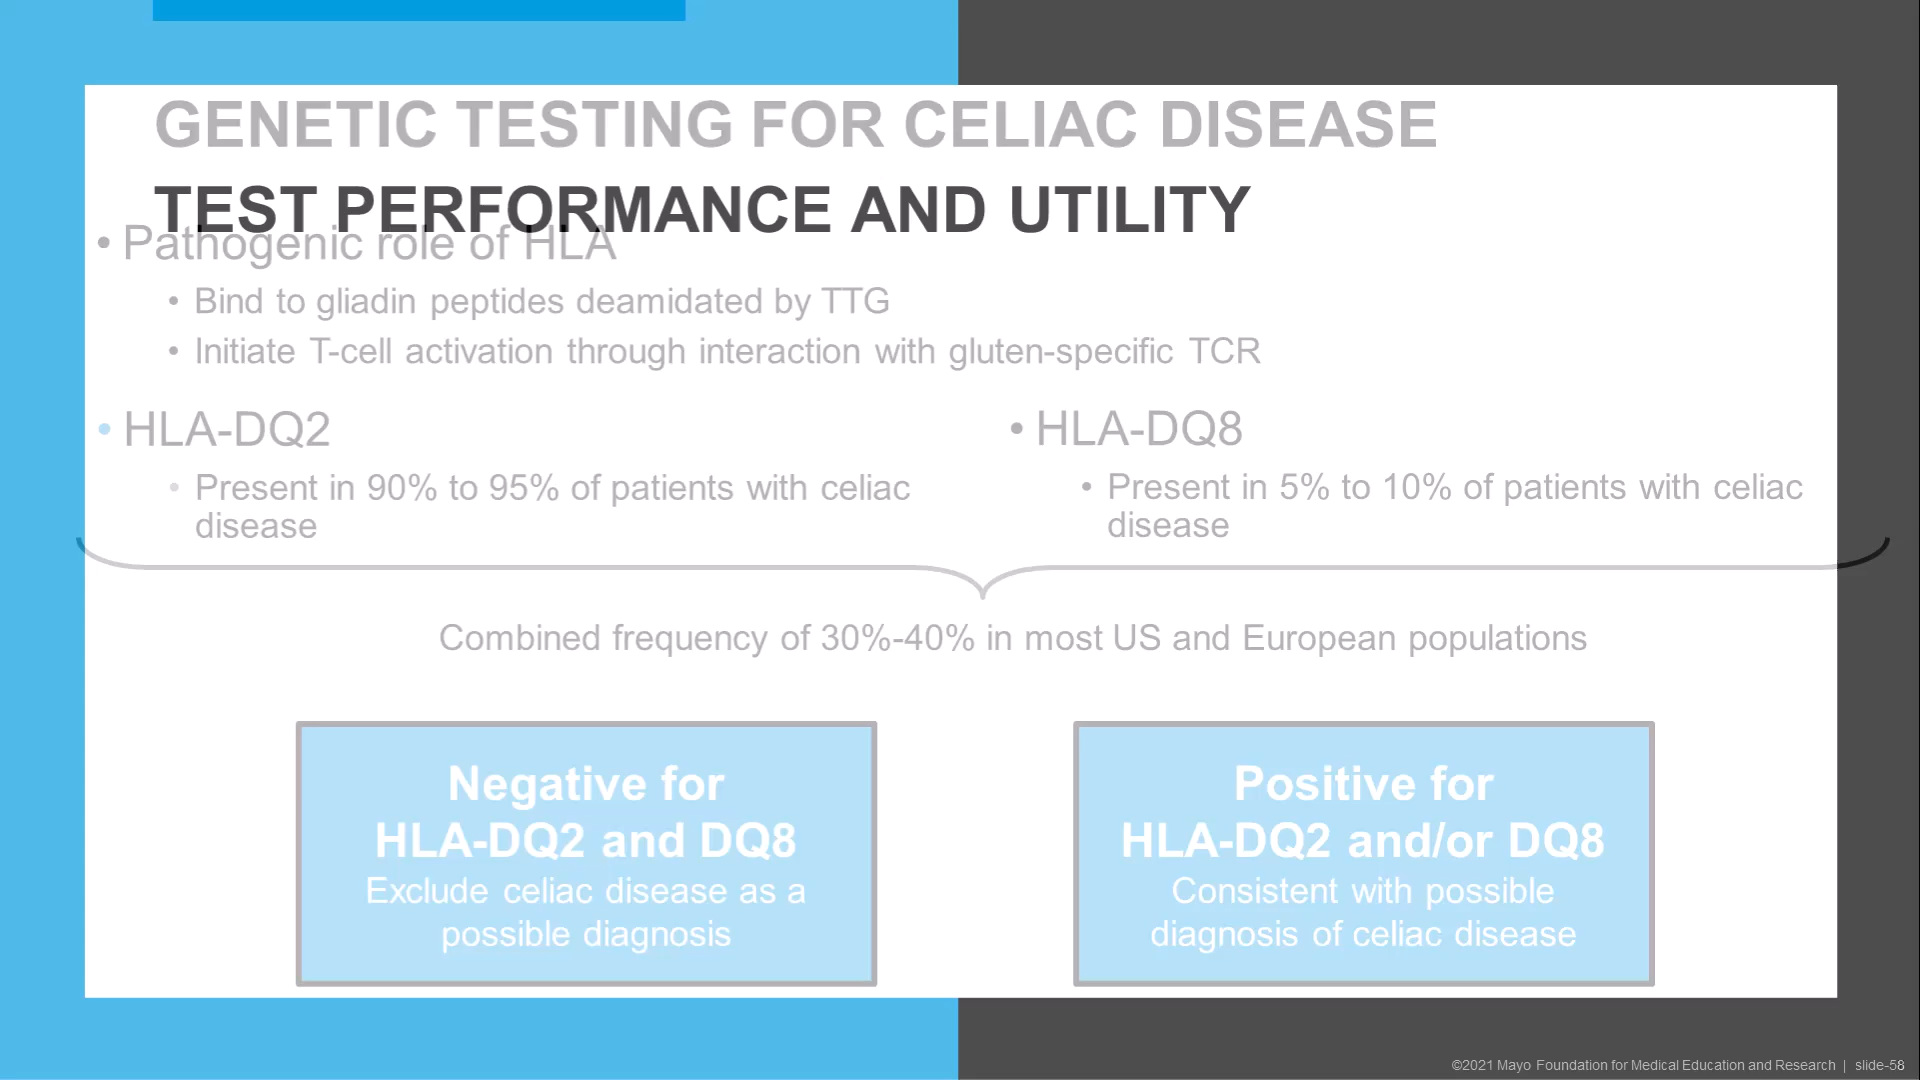 GENETIC TESTING FOR CELIAC DISEASE
TEST PERFORMANCE AND UTILITY
• Pathogenic role of HLA
• Bind to gliadin peptides deamidated by TTG
• Initiate T-cell activation through interaction with gluten-specific TCR
• HLA-DQ2
• Present in 90% to 95% of patients with celiac
disease
• HLA-DQ8
• Present in 5% to 10% of patients with celiac
disease
Combined frequency of 30%-40% in most US and European populations
Negative for
HLA-DQ2 and DQ8
Exclude celiac disease as a
possible diagnosis
Positive for
HLA-DQ2 and/or DQ8
Consistent with possible
diagnosis of celiac disease
©2021 Mayo Foundation for Medical Education and Research | slide-58